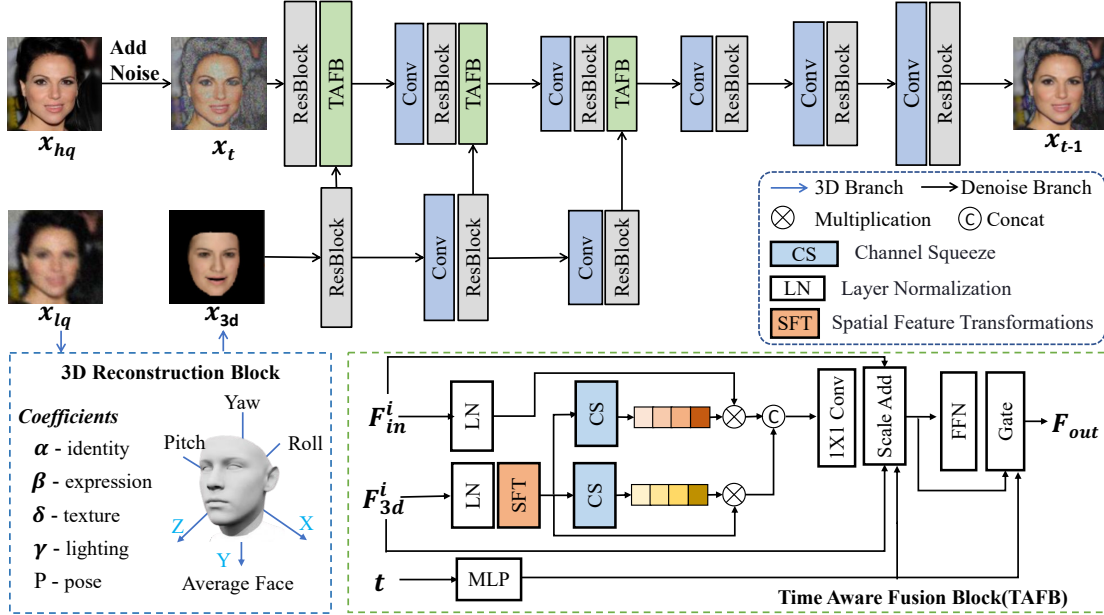 Add
Noise
x_hq
x_t
ResBlock
TAFB
Conv
ResBlock
TAFB
Conv
ResBlock
TAFB
Conv
ResBlock
Conv
ResBlock
Conv
ResBlock
x_t-1
x_lq
x_3d
ResBlock
Conv
ResBlock
Conv
ResBlock
3D Branch
Denoise Branch
Multiplication
C Concat
CS Channel Squeeze
LN Layer Normalization
SFT Spatial Feature Transformations
3D Reconstruction Block
Coefficients
α - identity
β - expression
δ - texture
γ - lighting
P - pose
Yaw
Pitch
Roll
Z
X
Y
Average Face
F^i_in
LN
CS
C
1X1 Conv
Scale Add
FFN
Gate
F_out
F^i_3d
LN
SFT
CS
t
MLP
Time Aware Fusion Block(TAFB)